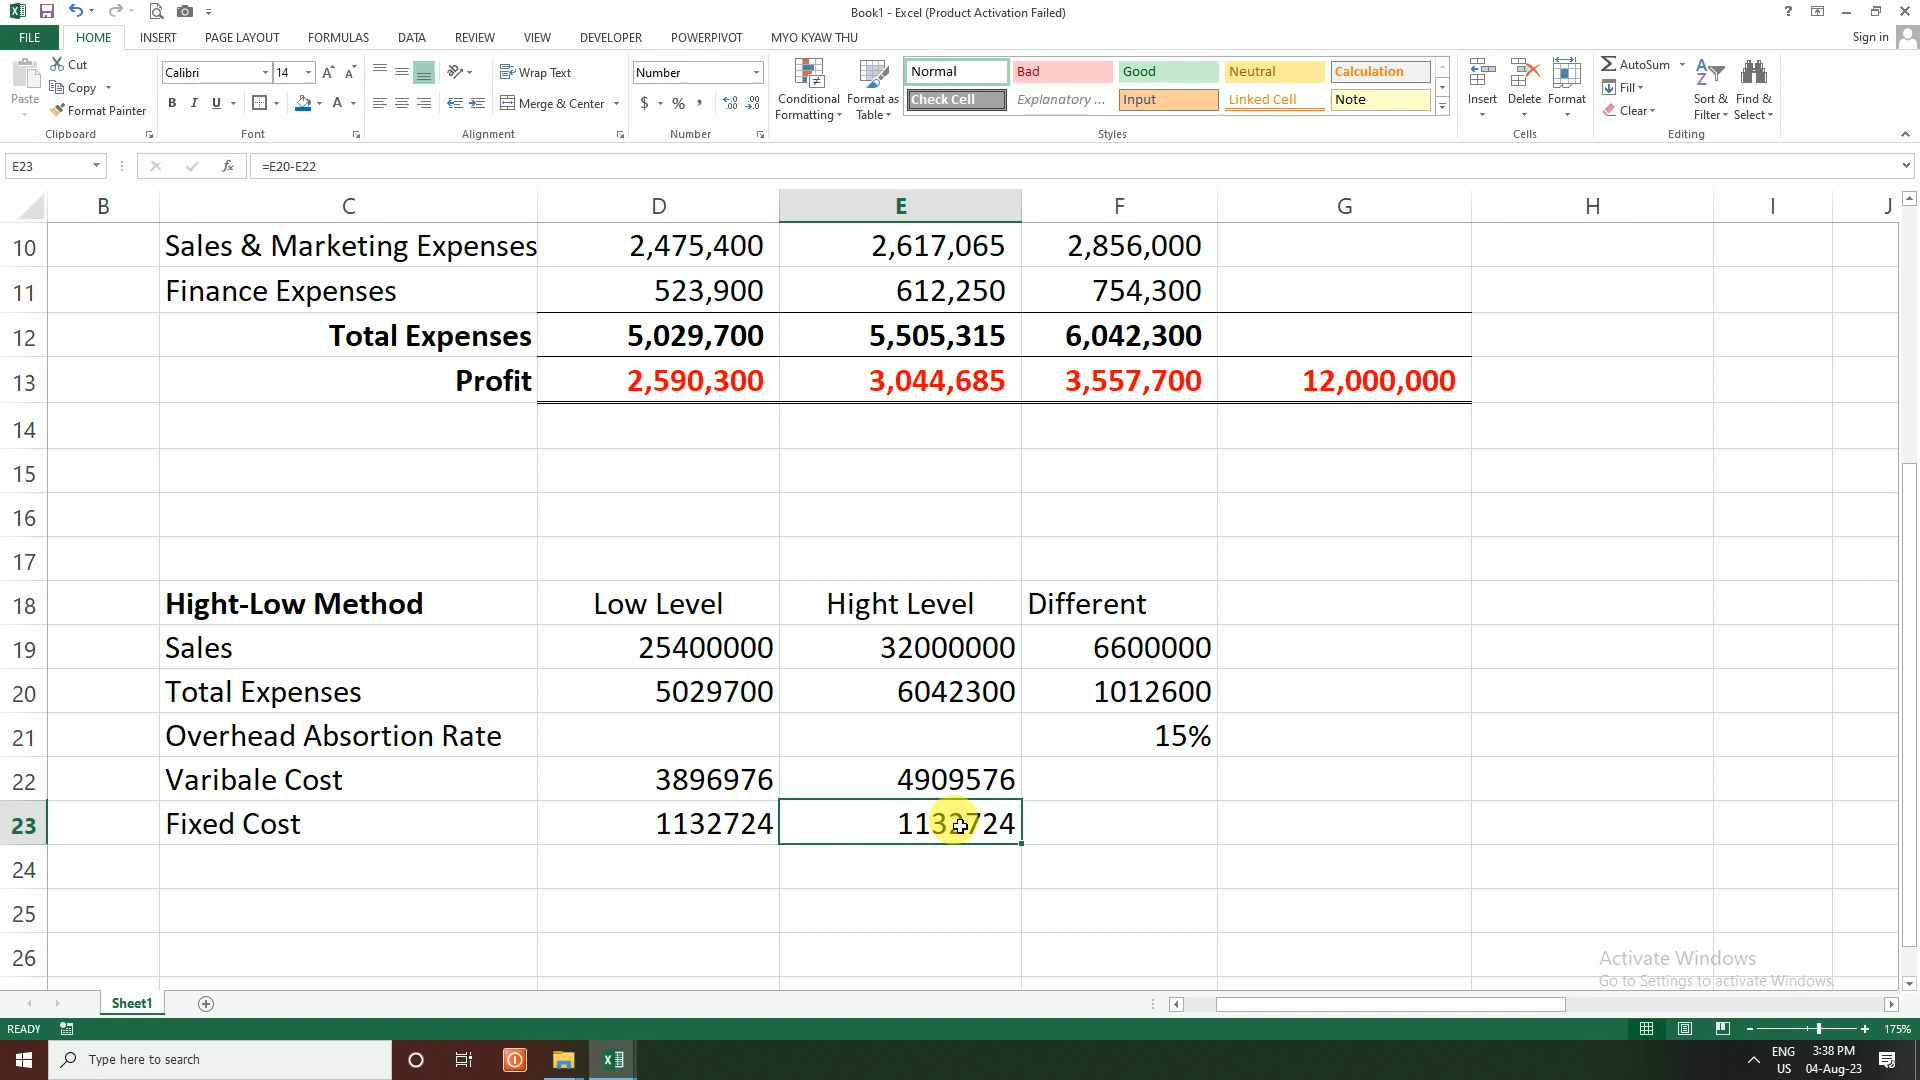 Book1 - Excel (Product Activation Failed)
FILE HOME INSERT PAGE LAYOUT FORMULAS DATA REVIEW VIEW DEVELOPER POWERPIVOT MYO KYAW THU Sign in
Paste
Cut
Copy
Format Painter
Clipboard
Calibri 14
B I U
Font
Wrap Text
Merge & Center
Alignment
Number
$ % ,
Number
Conditional Formatting
Format as Table
Normal Bad Good Neutral Calculation
Check Cell Explanatory ... Input Linked Cell Note
Styles
Insert Delete Format
Cells
AutoSum
Fill
Clear
Sort & Filter
Find & Select
Editing
E23 fx =E20-E22
B C D E F G H I J
10 Sales & Marketing Expenses 2,475,400 2,617,065 2,856,000
11 Finance Expenses 523,900 612,250 754,300
12 Total Expenses 5,029,700 5,505,315 6,042,300
13 Profit 2,590,300 3,044,685 3,557,700 12,000,000
14
15
16
17
18 Hight-Low Method Low Level Hight Level Different
19 Sales 25400000 32000000 6600000
20 Total Expenses 5029700 6042300 1012600
21 Overhead Absortion Rate 15%
22 Varibale Cost 3896976 4909576
23 Fixed Cost 1132724 1132724
24
25
26
Activate Windows
Go to Settings to activate Windows.
Sheet1
READY 175%
Type here to search
ENG
US
3:38 PM
04-Aug-23